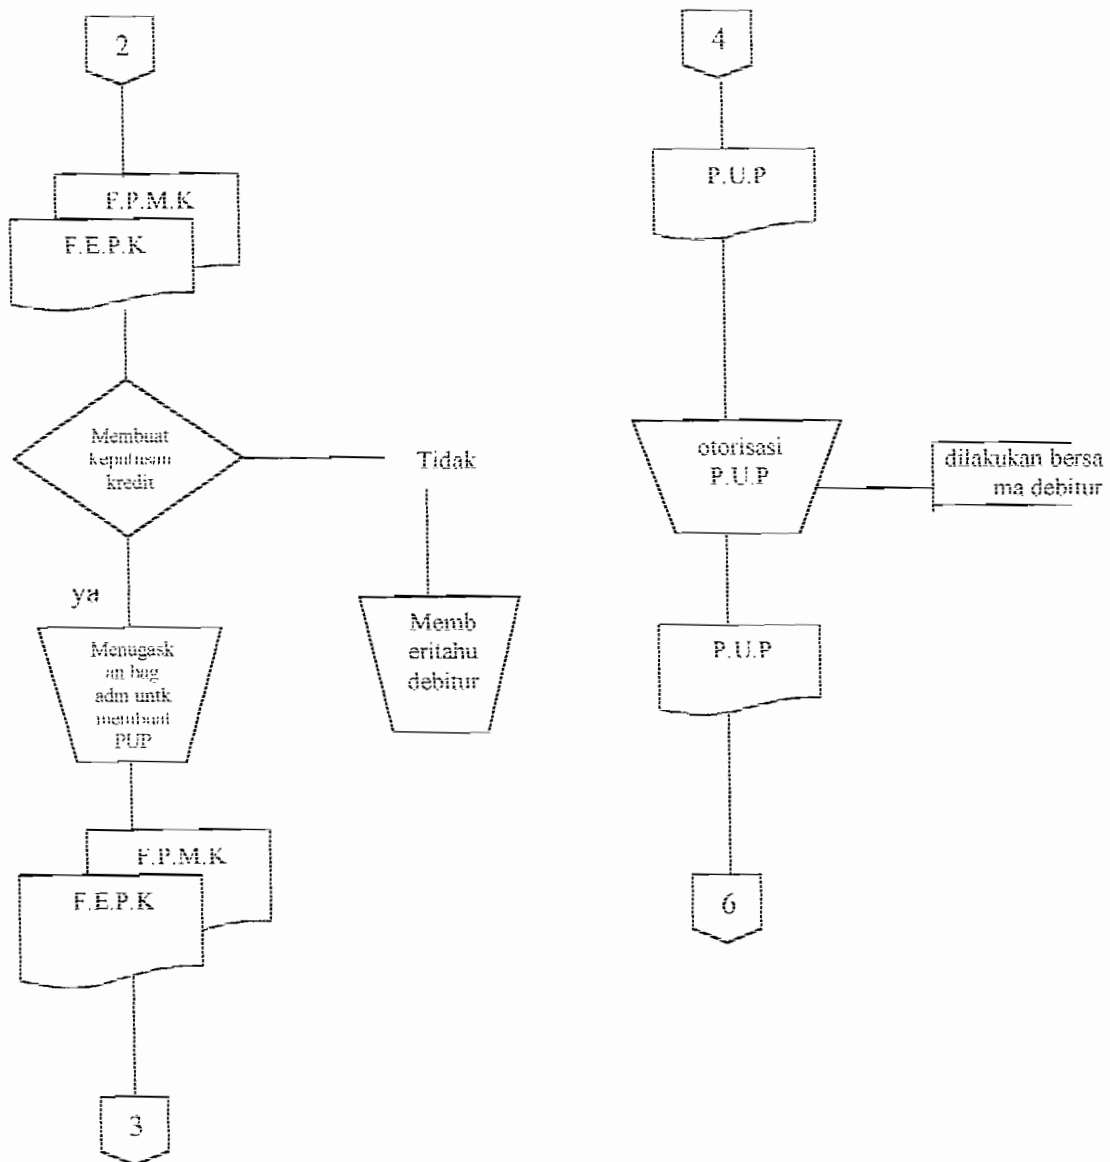 2
F.P.M.K
F.E.P.K
Membuat
keputusan
kredit
Tidak
ya
Menugask
an bag
adm untk
membuat
PUP
Memb
eritahu
debitur
F.P.M.K
F.E.P.K
3
4
P.U.P
otorisasi
P.U.P
dilakukan bersa
ma debitur
P.U.P
6